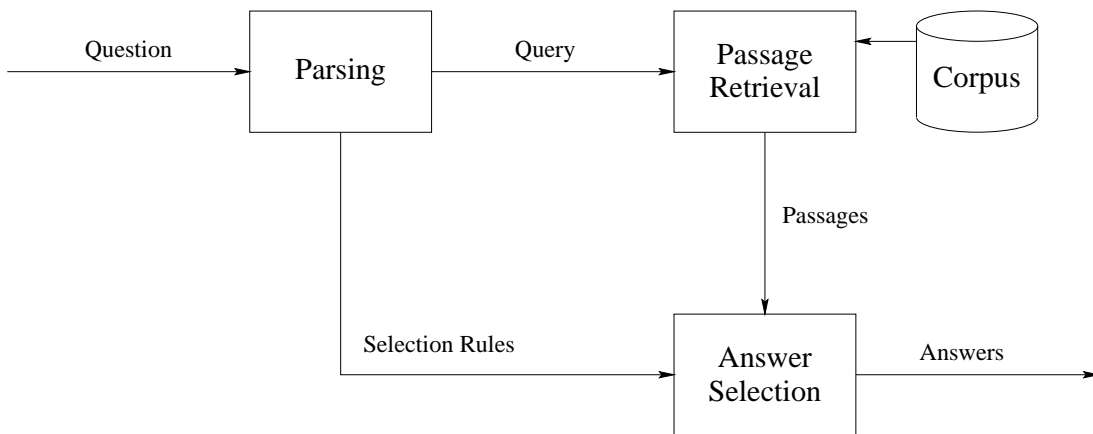 Question
Parsing
Query
Passage
Retrieval
Corpus
Passages
Selection Rules
Answer
Selection
Answers